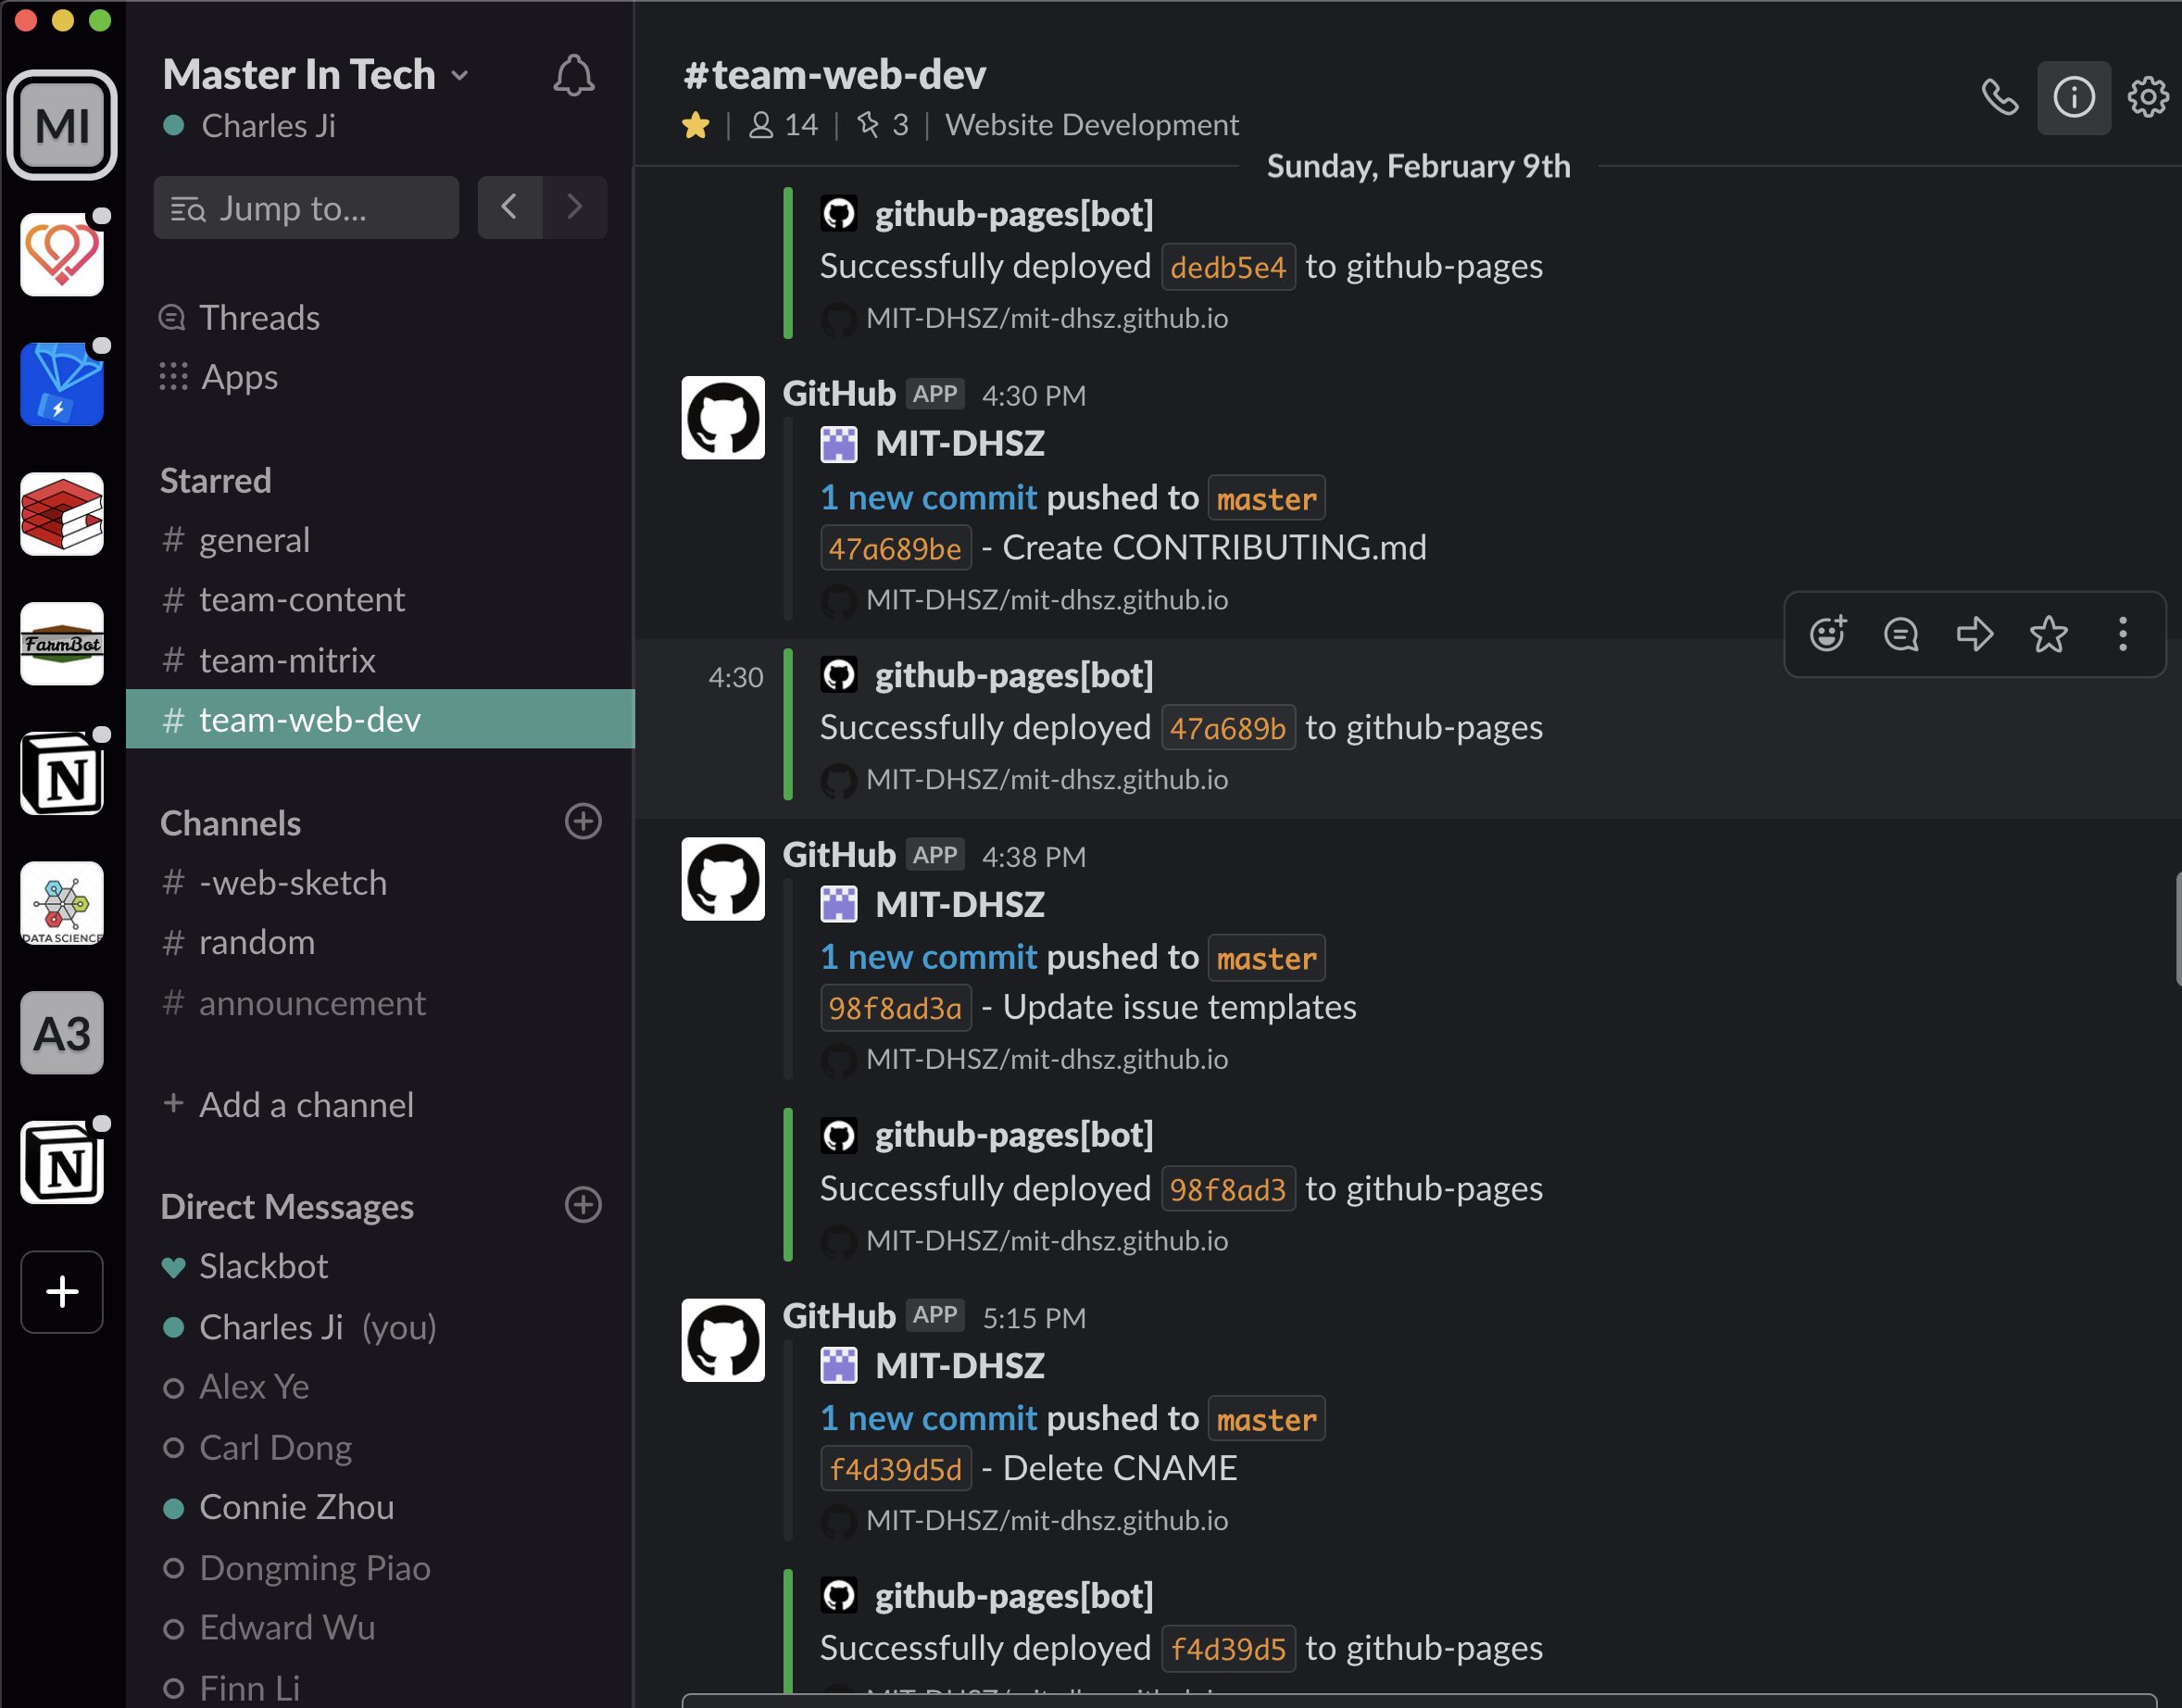 MI
FarmBot
N
DATA SCIENCE
A3
N
Master In Tech
Charles Ji
Jump to...
Threads
Apps
Starred
# general
# team-content
# team-mitrix
# team-web-dev
Channels
# -web-sketch
# random
# announcement
+ Add a channel
Direct Messages
Slackbot
Charles Ji (you)
Alex Ye
Carl Dong
Connie Zhou
Dongming Piao
Edward Wu
Finn Li
#team-web-dev
| 14 | 3 | Website Development
Sunday, February 9th
github-pages[bot]
Successfully deployed dedb5e4 to github-pages
MIT-DHSZ/mit-dhsz.github.io
GitHub APP 4:30 PM
MIT-DHSZ
1 new commit pushed to master
47a689be - Create CONTRIBUTING.md
MIT-DHSZ/mit-dhsz.github.io
4:30 github-pages[bot]
Successfully deployed 47a689b to github-pages
MIT-DHSZ/mit-dhsz.github.io
GitHub APP 4:38 PM
MIT-DHSZ
1 new commit pushed to master
98f8ad3a - Update issue templates
MIT-DHSZ/mit-dhsz.github.io
github-pages[bot]
Successfully deployed 98f8ad3 to github-pages
MIT-DHSZ/mit-dhsz.github.io
GitHub APP 5:15 PM
MIT-DHSZ
1 new commit pushed to master
f4d39d5d - Delete CNAME
MIT-DHSZ/mit-dhsz.github.io
github-pages[bot]
Successfully deployed f4d39d5 to github-pages